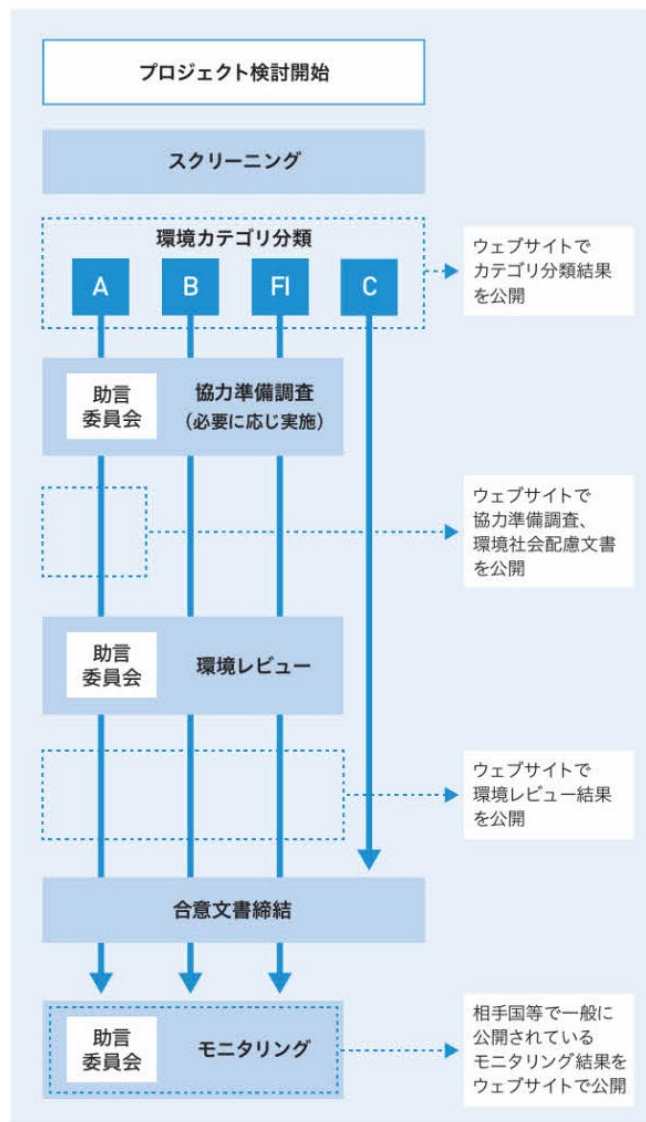 プロジェクト検討開始
スクリーニング
環境カテゴリ分類
A
B
FI
C
ウェブサイトで
カテゴリ分類結果
を公開
助言
委員会
協力準備調査
(必要に応じ実施)
ウェブサイトで
協力準備調査、
環境社会配慮文書
を公開
助言
委員会
環境レビュー
ウェブサイトで
環境レビュー結果
を公開
合意文書締結
助言
委員会
モニタリング
相手国等で一般に
公開されている
モニタリング結果を
ウェブサイトで公開